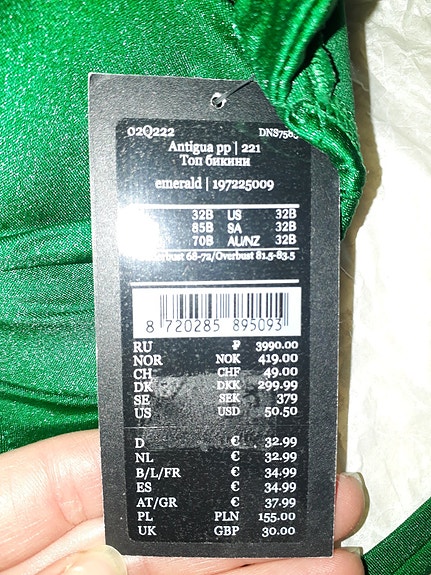 02Q222 DNS7565
Antigua pp | 221
Топ бикини
emerald | 197225009
32B US 32B
85B SA 32B
70B AU/NZ 32B
68-72/Overbust 81.5-83.5
8 720285 895093
RU ₽ 3990.00
NOR NOK 419.00
CH CHF 49.00
DK DKK 299.99
SE SEK 379
US USD 50.50
D € 32.99
NL € 32.99
B/L/FR € 34.99
ES € 34.99
AT/GR € 37.99
PL PLN 155.00
UK GBP 30.00